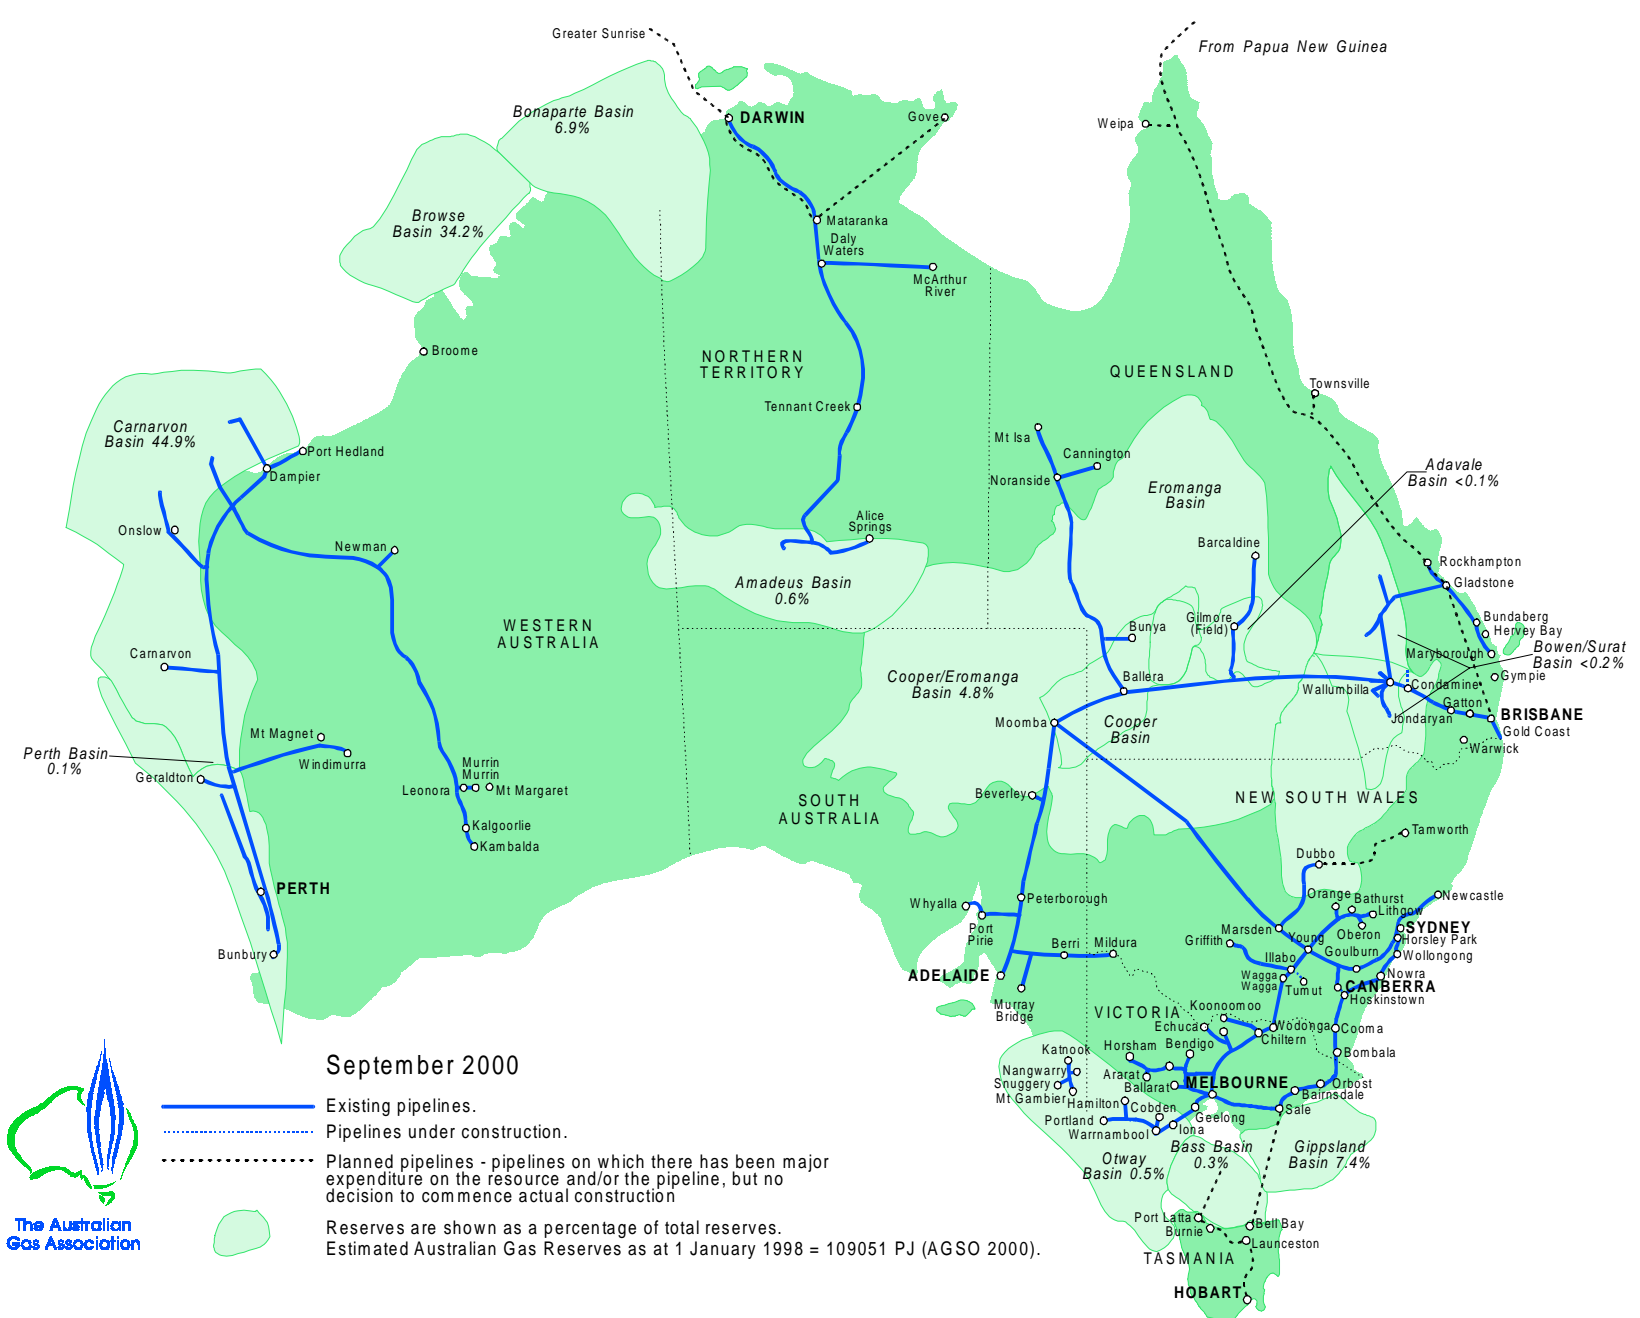 Greater Sunrise
From Papua New Guinea
Bonaparte Basin
6.9%
DARWIN
Gove
Weipa
Browse
Basin 34.2%
Mataranka
Daly
Waters
McArthur
River
Broome
NORTHERN
TERRITORY
QUEENSLAND
Townsville
Tennant Creek
Carnarvon
Basin 44.9%
Port Hedland
Dampier
Mt Isa
Cannington
Noranside
Adavale
Basin <0.1%
Eromanga
Basin
Onslow
Newman
Alice
Springs
Barcaldine
Rockhampton
Gladstone
Amadeus Basin
0.6%
WESTERN
AUSTRALIA
Bunya
Gilmore
(Field)
Bundaberg
Hervey Bay
Maryborough
Bowen/Surat
Basin <0.2%
Carnarvon
Cooper/Eromanga
Basin 4.8%
Ballera
Wallumbilla
Condamine
Gympie
Gatton
Jondaryan
BRISBANE
Gold Coast
Warwick
Moomba
Cooper
Basin
Mt Magnet
Windimurra
Perth Basin
0.1%
Geraldton
Murrin
Murrin
Leonora
Mt Margaret
Kalgoorlie
Kambalda
SOUTH
AUSTRALIA
Beverley
NEW SOUTH WALES
Tamworth
Dubbo
PERTH
Bunbury
Whyalla
Port
Pirie
Peterborough
Orange
Bathurst
Lithgow
Newcastle
Oberon
SYDNEY
Horsley Park
Wollongong
Marsden
Young
Griffith
Goulburn
Berri
Mildura
Illabo
Wagga
Wagga
Tumut
Nowra
CANBERRA
Hoskinstown
ADELAIDE
Murray
Bridge
VICTORIA
Koonoomoo
Echuca
Wodonga
Chiltern
Cooma
Bombala
Katnook
Nangwarry
Snuggery
Mt Gambier
Horsham
Bendigo
Ararat
Ballarat
MELBOURNE
Orbost
Bairnsdale
Sale
Hamilton
Cobden
Geelong
Portland
Warrnambool
Iona
Otway
Basin 0.5%
Bass Basin
0.3%
Gippsland
Basin 7.4%
Port Latta
Burnie
Bell Bay
Launceston
TASMANIA
HOBART
September 2000
Existing pipelines.
Pipelines under construction.
Planned pipelines - pipelines on which there has been major
expenditure on the resource and/or the pipeline, but no
decision to commence actual construction
Reserves are shown as a percentage of total reserves.
Estimated Australian Gas Reserves as at 1 January 1998 = 109051 PJ (AGSO 2000).
The Australian
Gas Association